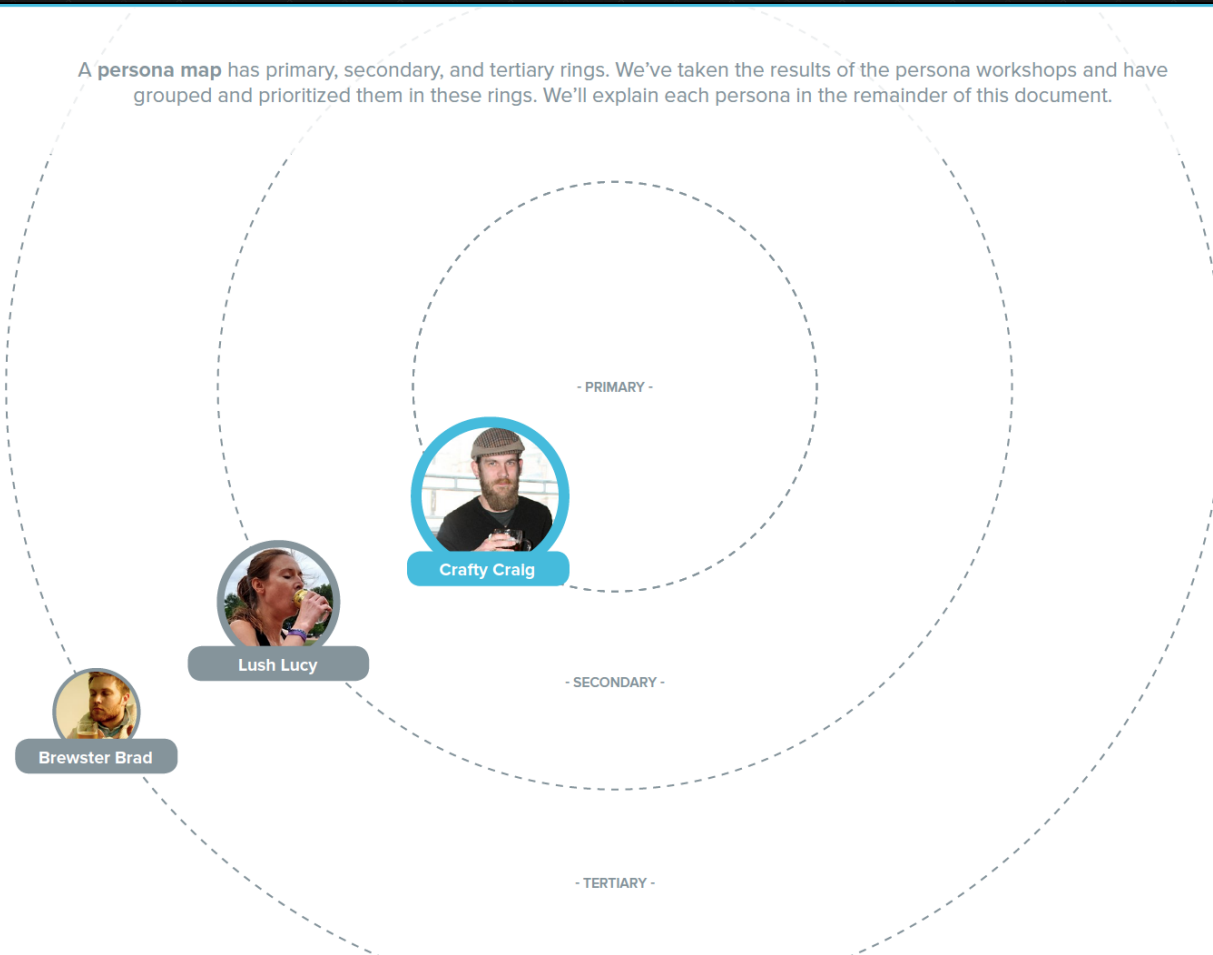 A persona map has primary, secondary, and tertiary rings. We’ve taken the results of the persona workshops and have
grouped and prioritized them in these rings. We’ll explain each persona in the remainder of this document.
- PRIMARY -
Crafty Craig
Lush Lucy
- SECONDARY -
Brewster Brad
- TERTIARY -